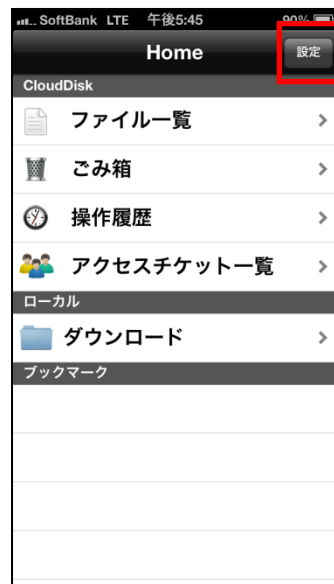 SoftBank LTE 午後5:45 90%
Home
設定
CloudDisk
ファイル一覧
ごみ箱
操作履歴
アクセスチケット一覧
ローカル
ダウンロード
ブックマーク